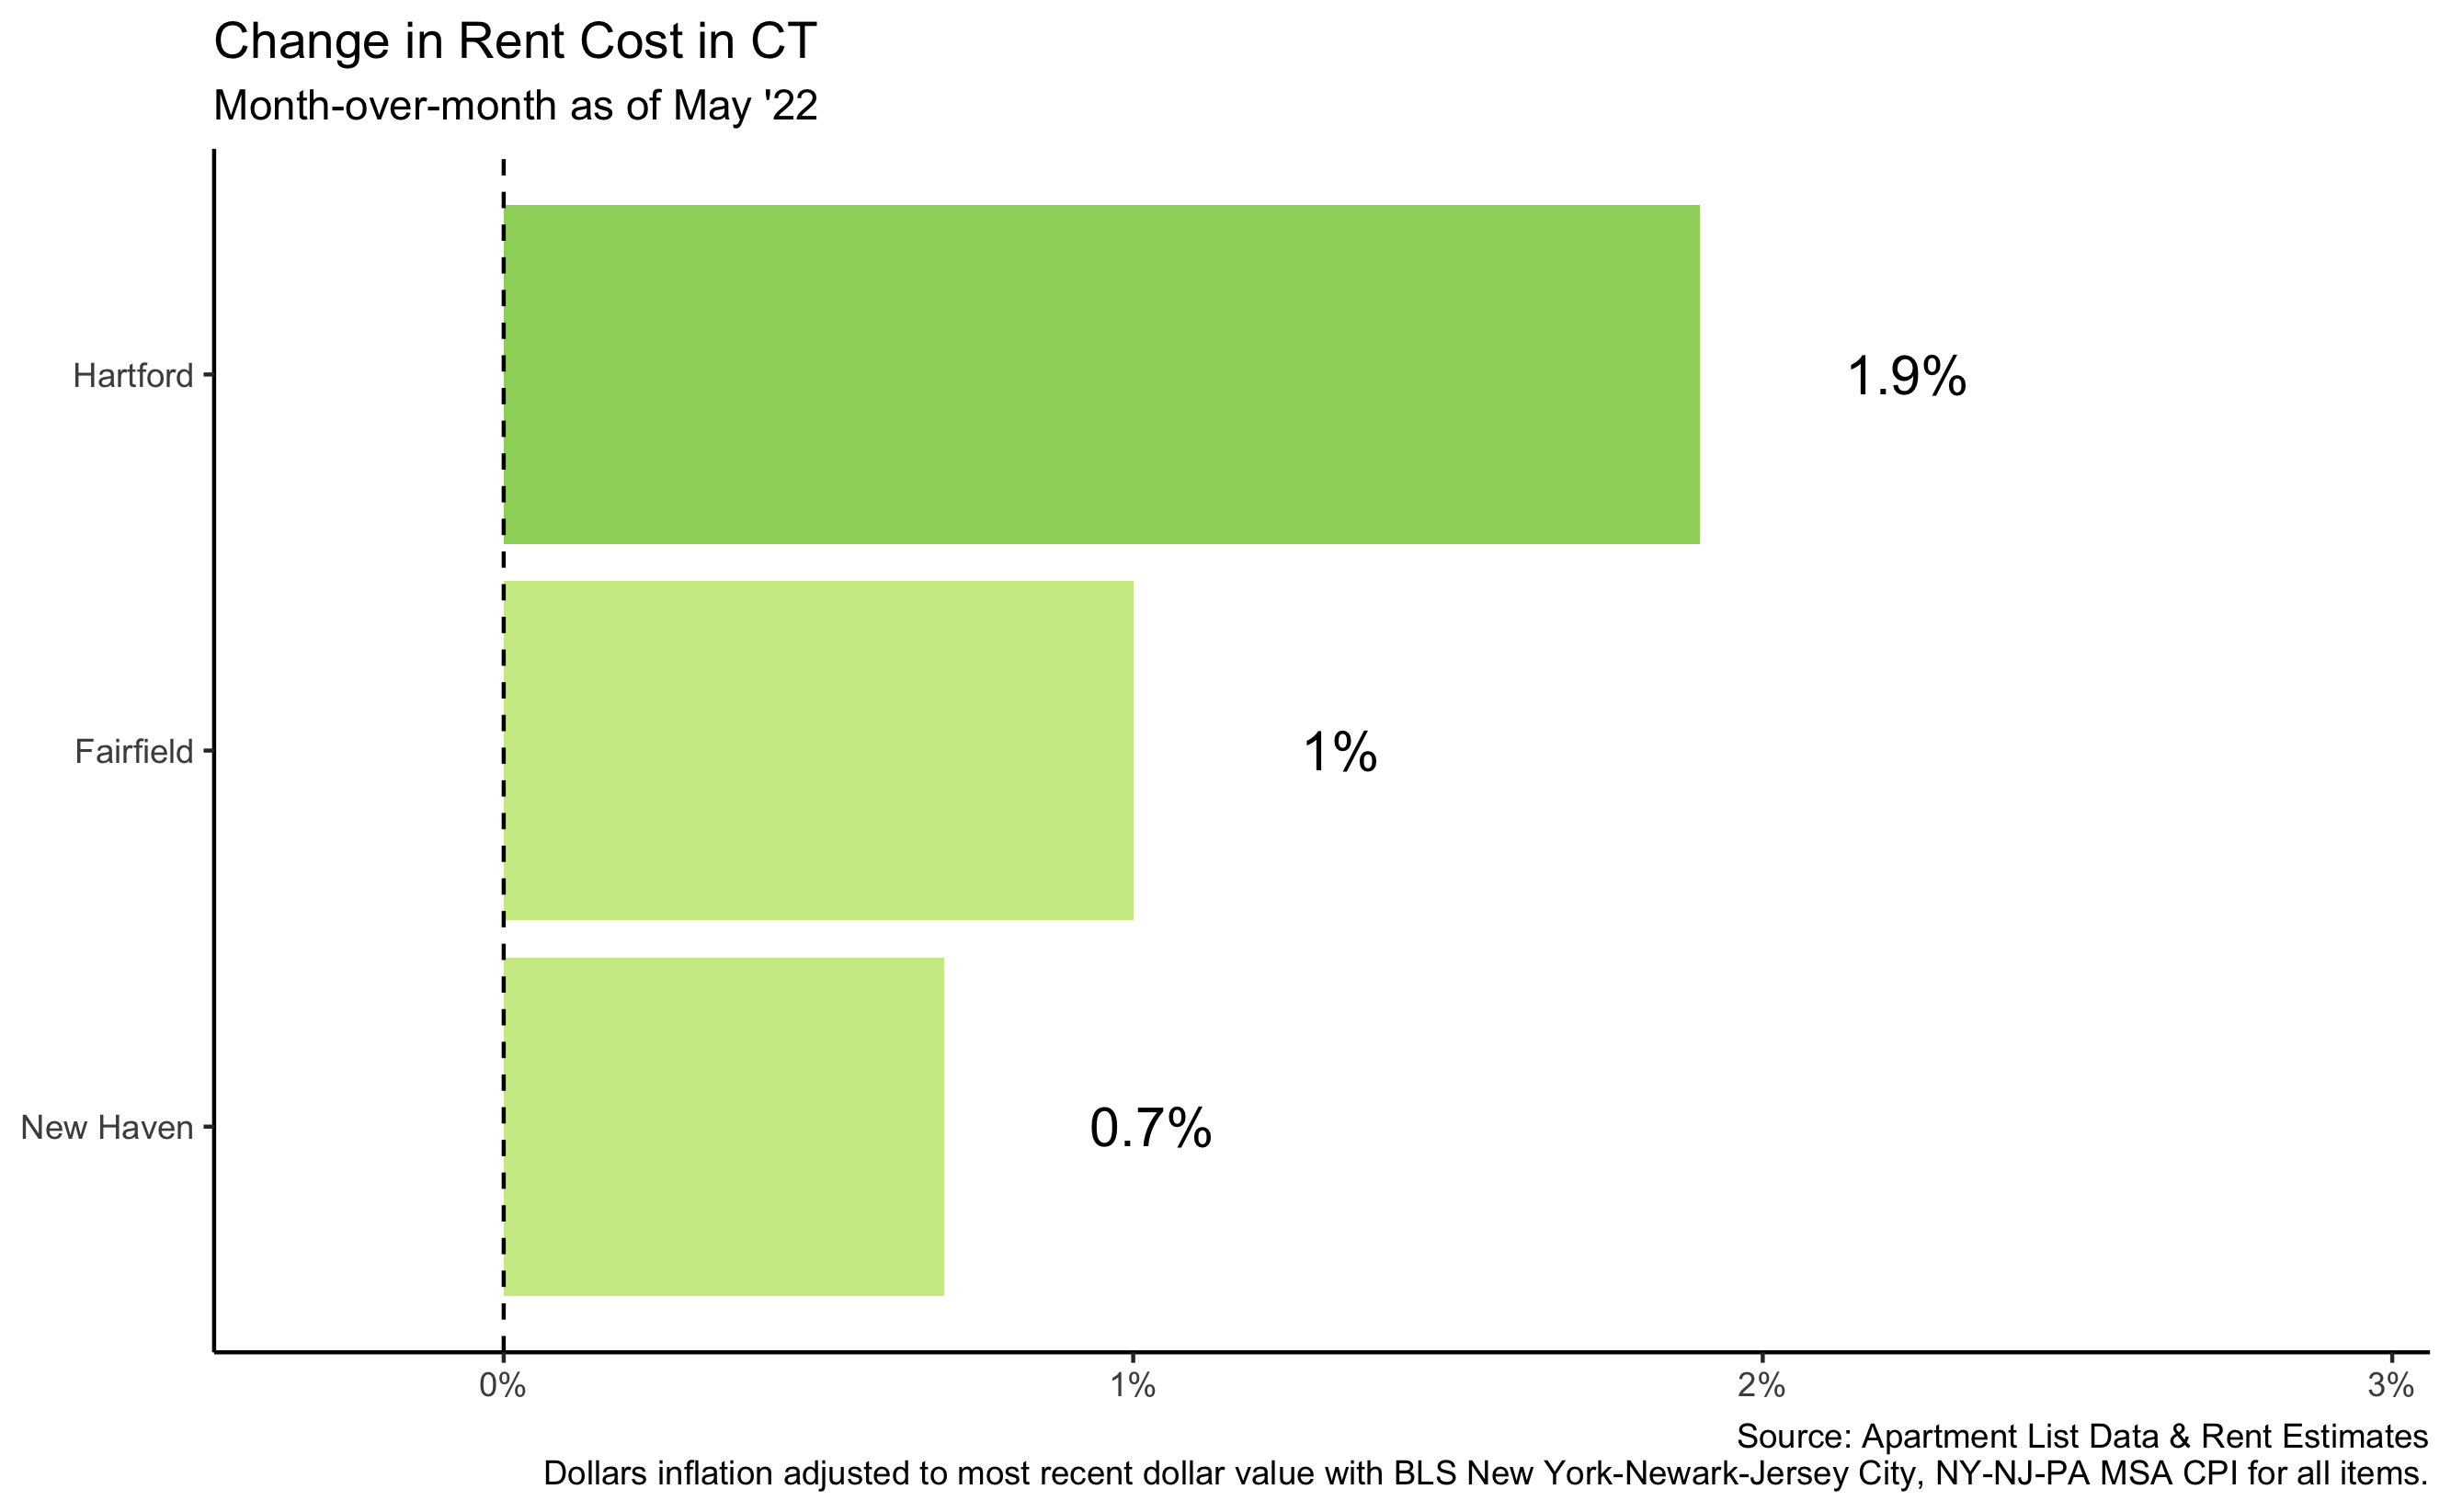 Change in Rent Cost in CT
Month-over-month as of May '22
Hartford
1.9%
Fairfield
1%
New Haven
0.7%
0%
1%
2%
3%
Source: Apartment List Data & Rent Estimates
Dollars inflation adjusted to most recent dollar value with BLS New York-Newark-Jersey City, NY-NJ-PA MSA CPI for all items.